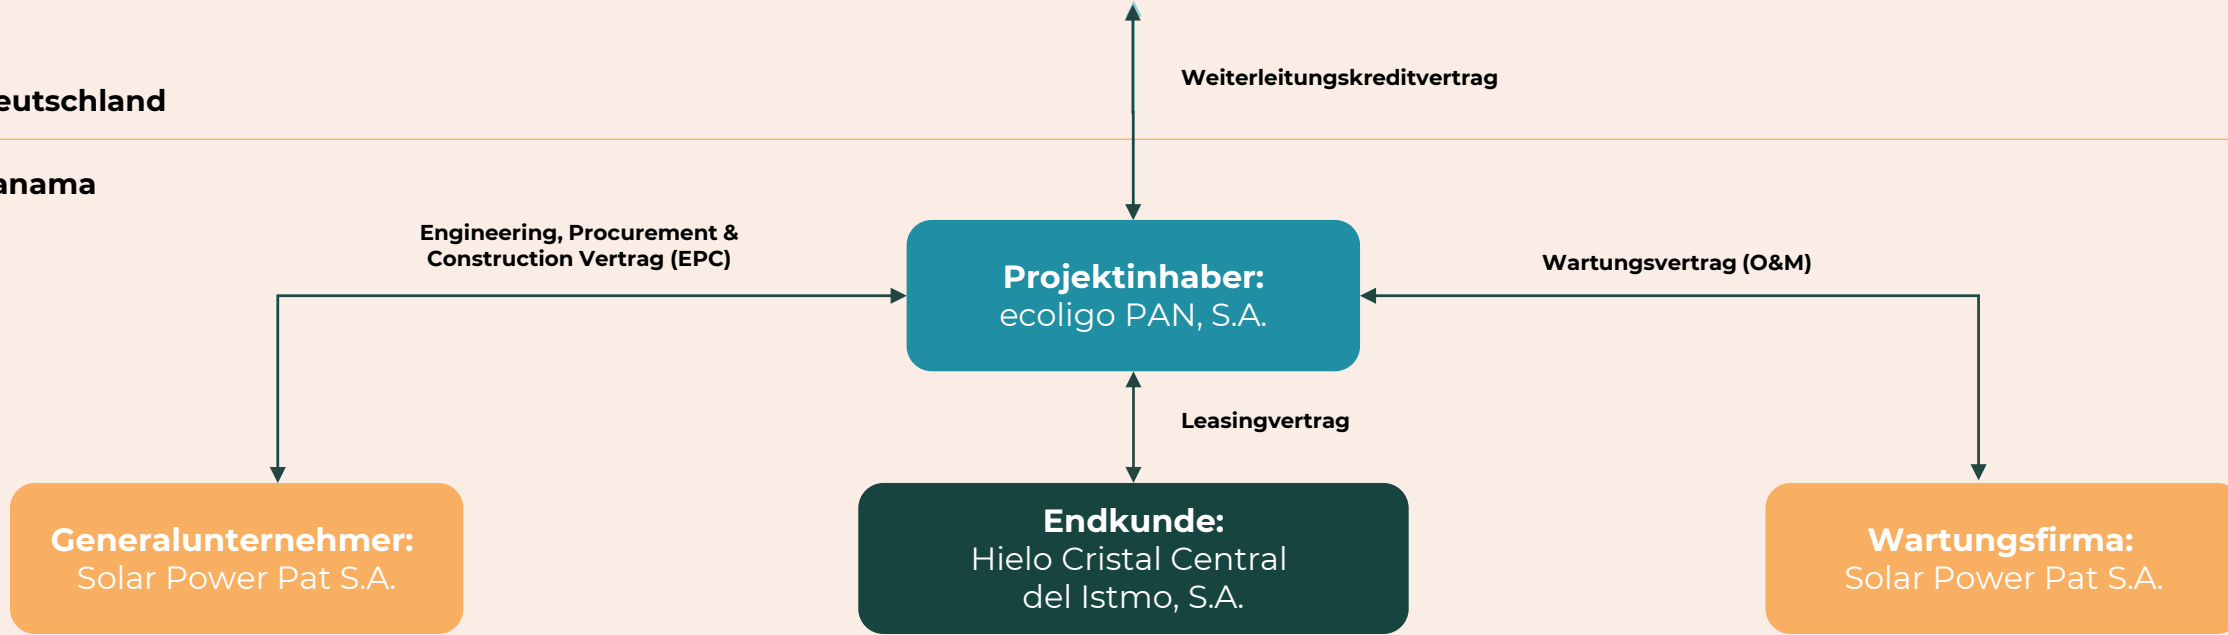 Weiterleitungskreditvertrag
eutschland
anama
Engineering, Procurement &
Construction Vertrag (EPC)
Projektinhaber:
ecoligo PAN, S.A.
Wartungsvertrag (O&M)
Leasingvertrag
Generalunternehmer:
Solar Power Pat S.A.
Endkunde:
Hielo Cristal Central
del Istmo, S.A.
Wartungsfirma:
Solar Power Pat S.A.